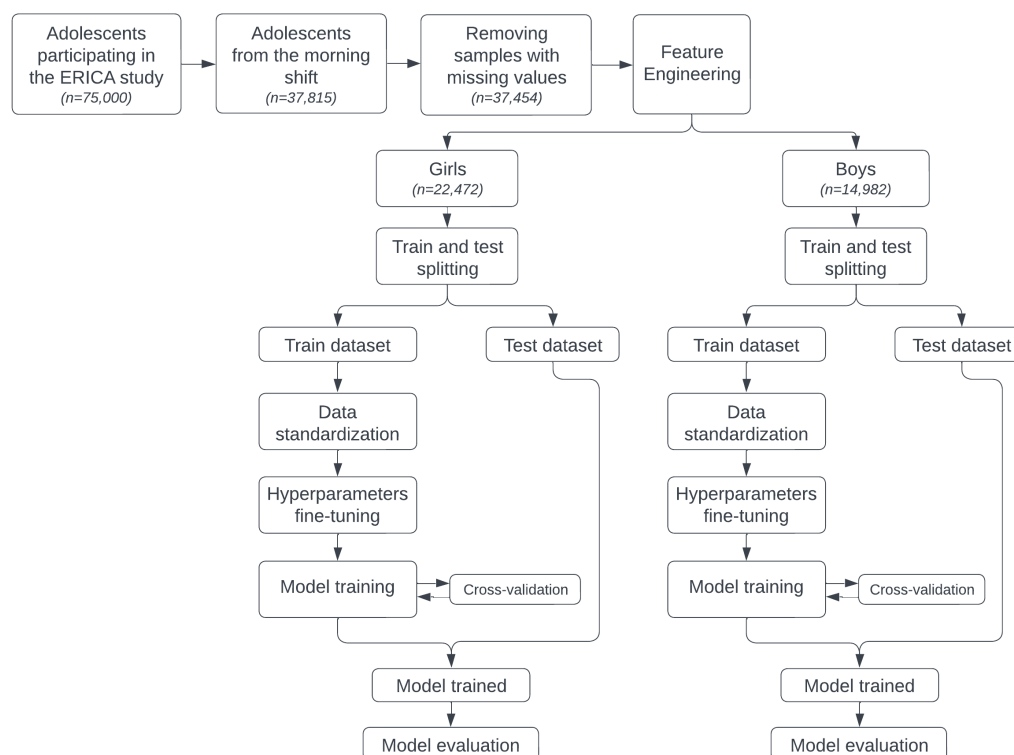 Adolescents
participating in
the ERICA study
(n=75,000)
Adolescents
from the morning
shift
(n=37,815)
Removing
samples with
missing values
(n=37,454)
Feature
Engineering
Girls
(n=22,472)
Boys
(n=14,982)
Train and test
splitting
Train and test
splitting
Train dataset
Test dataset
Train dataset
Test dataset
Data
standardization
Data
standardization
Hyperparameters
fine-tuning
Hyperparameters
fine-tuning
Model training
Cross-validation
Model training
Cross-validation
Model trained
Model trained
Model evaluation
Model evaluation